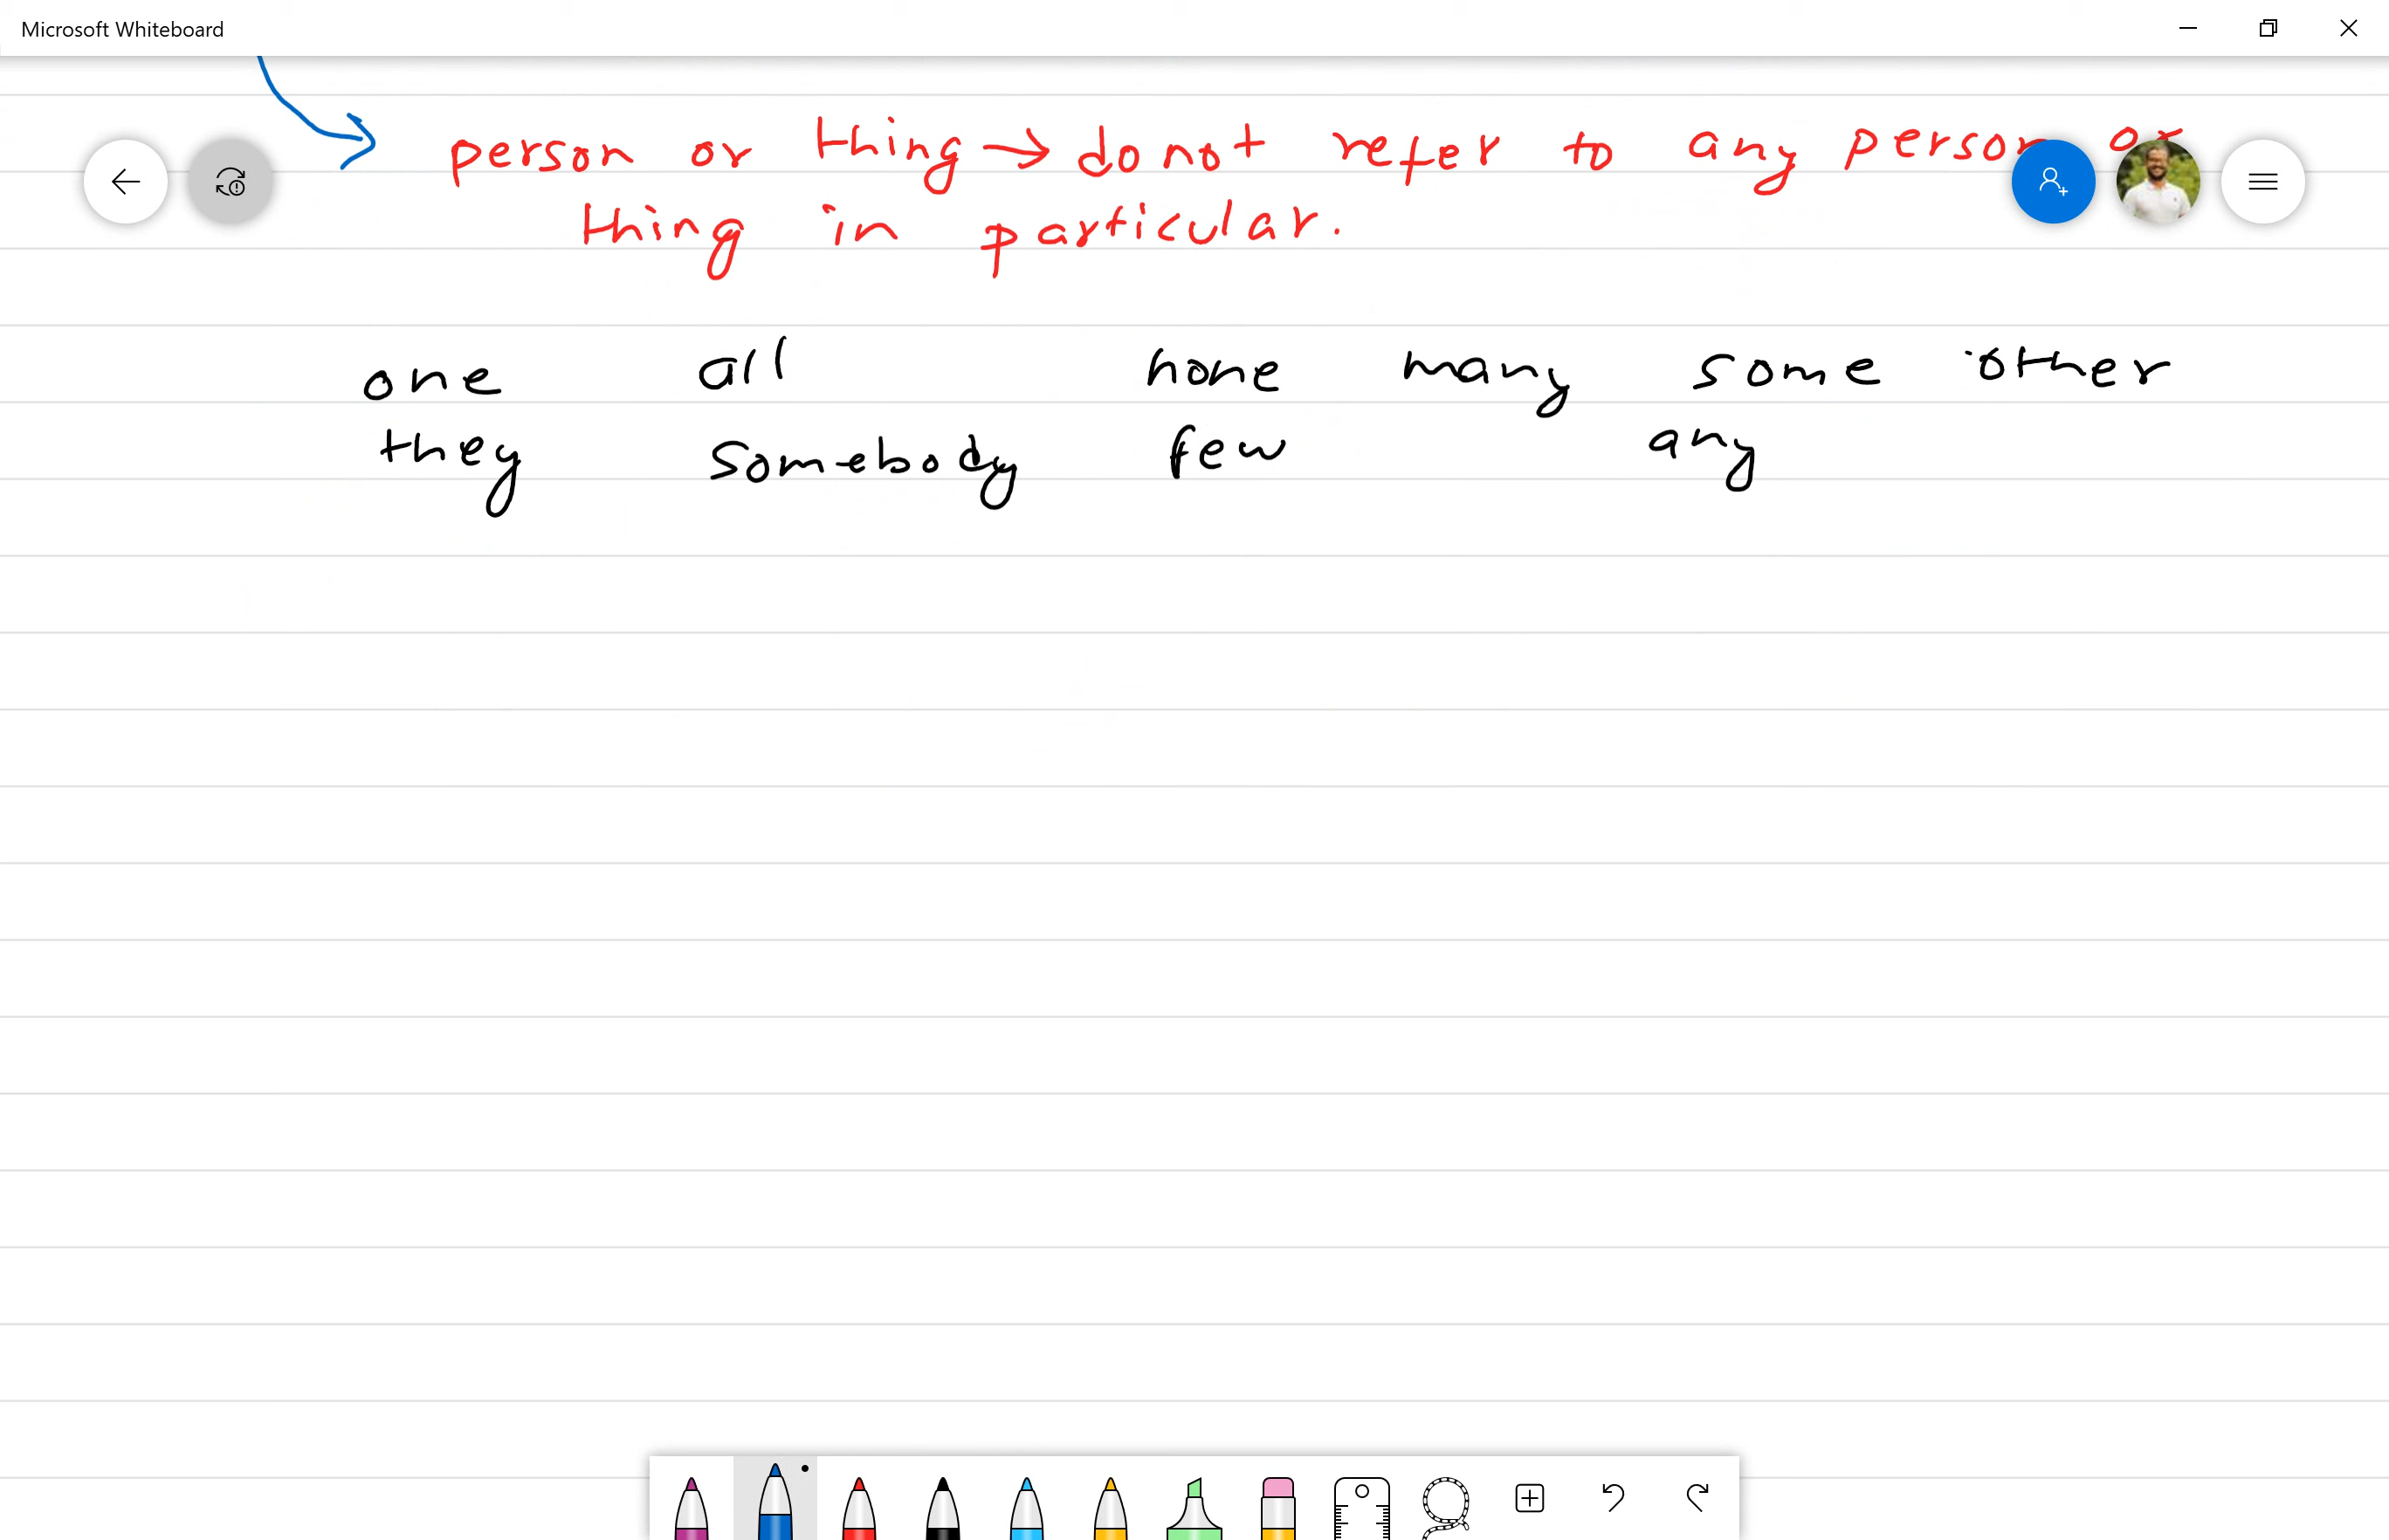 Microsoft Whiteboard
person or thing → do not refer to any person or
thing in particular.
one all none many some other
they somebody few any